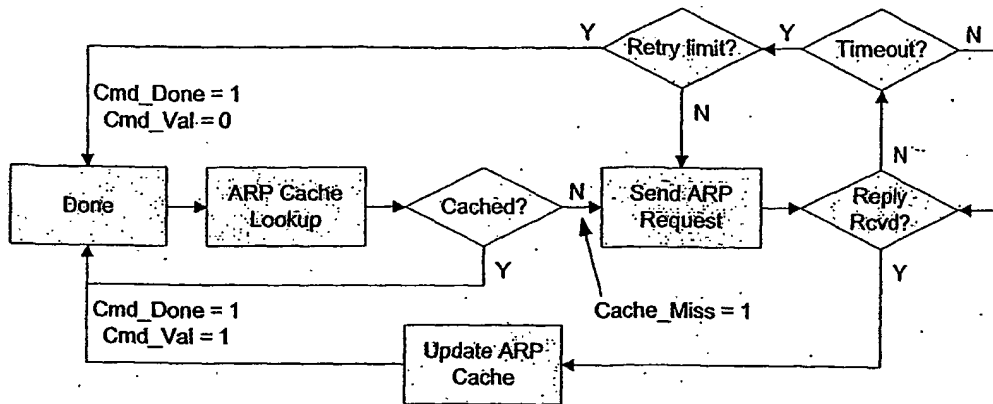 Y
Retry limit?
Y
Timeout?
N
Cmd_Done = 1
Cmd_Val = 0
N
N
Done
ARP Cache
Lookup
Cached?
N
Send ARP
Request
Reply
Rcvd?
Y
Y
Cache_Miss = 1
Cmd_Done = 1
Cmd_Val = 1
Update ARP
Cache